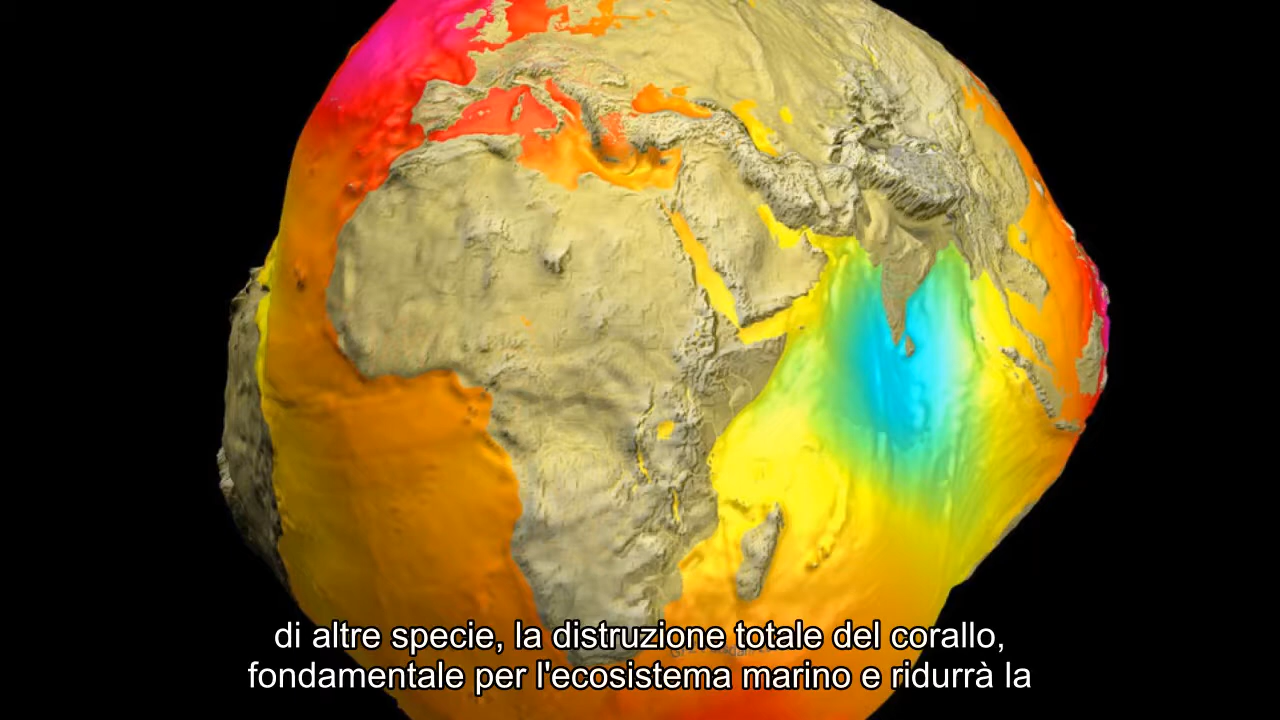 di altre specie, la distruzione totale del corallo,
fondamentale per l'ecosistema marino e ridurrà la